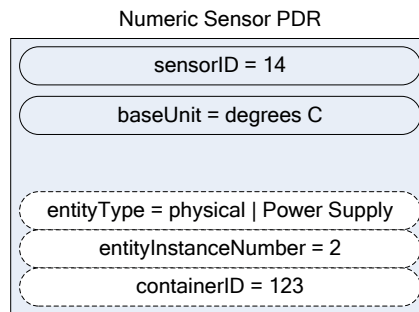 Numeric Sensor PDR
sensorID = 14
baseUnit = degrees C
entityType = physical | Power Supply
entityInstanceNumber = 2
containerID = 123